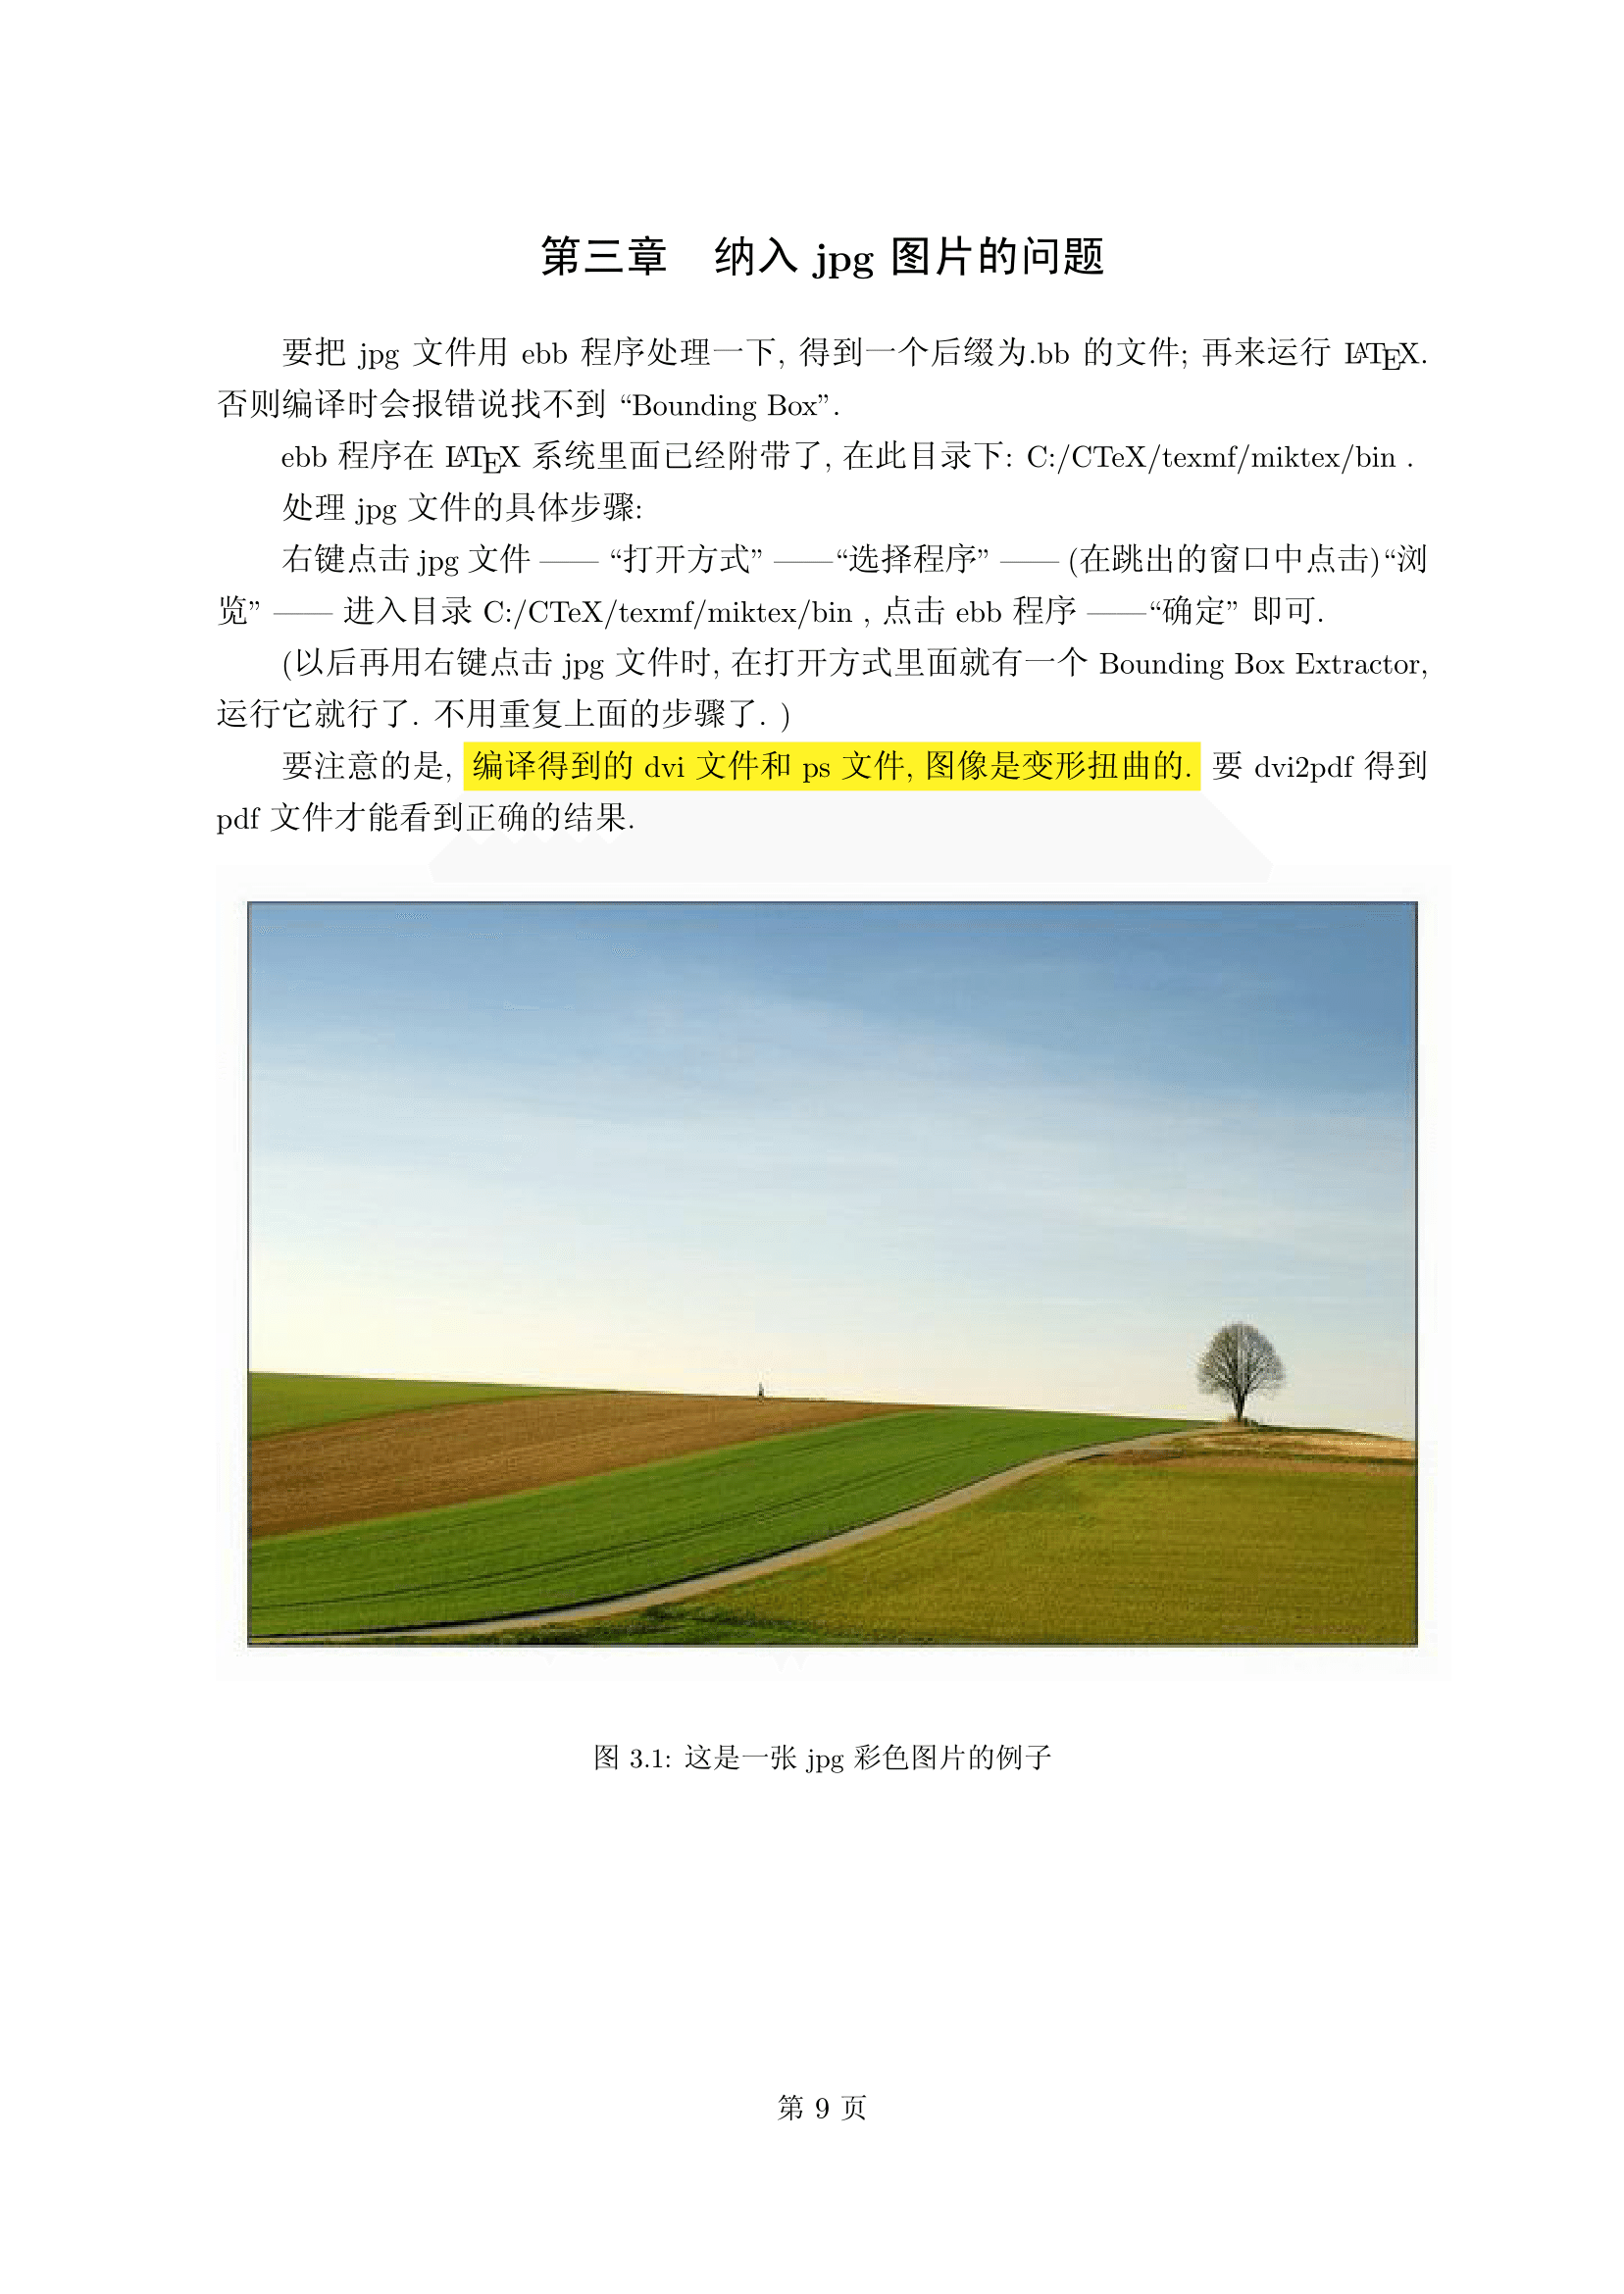 第三章 纳入 jpg 图片的问题
要把 jpg 文件用 ebb 程序处理一下, 得到一个后缀为.bb 的文件; 再来运行 LATEX.
否则编译时会报错说找不到 “Bounding Box”.
ebb 程序在 LATEX 系统里面已经附带了, 在此目录下: C:/CTeX/texmf/miktex/bin .
处理 jpg 文件的具体步骤:
右键点击 jpg 文件 —— “打开方式” ——“选择程序” —— (在跳出的窗口中点击)“浏
览” —— 进入目录 C:/CTeX/texmf/miktex/bin , 点击 ebb 程序 ——“确定” 即可.
(以后再用右键点击 jpg 文件时, 在打开方式里面就有一个 Bounding Box Extractor,
运行它就行了. 不用重复上面的步骤了. )
要注意的是, 编译得到的 dvi 文件和 ps 文件, 图像是变形扭曲的. 要 dvi2pdf 得到
pdf 文件才能看到正确的结果.
图 3.1: 这是一张 jpg 彩色图片的例子
第 9 页